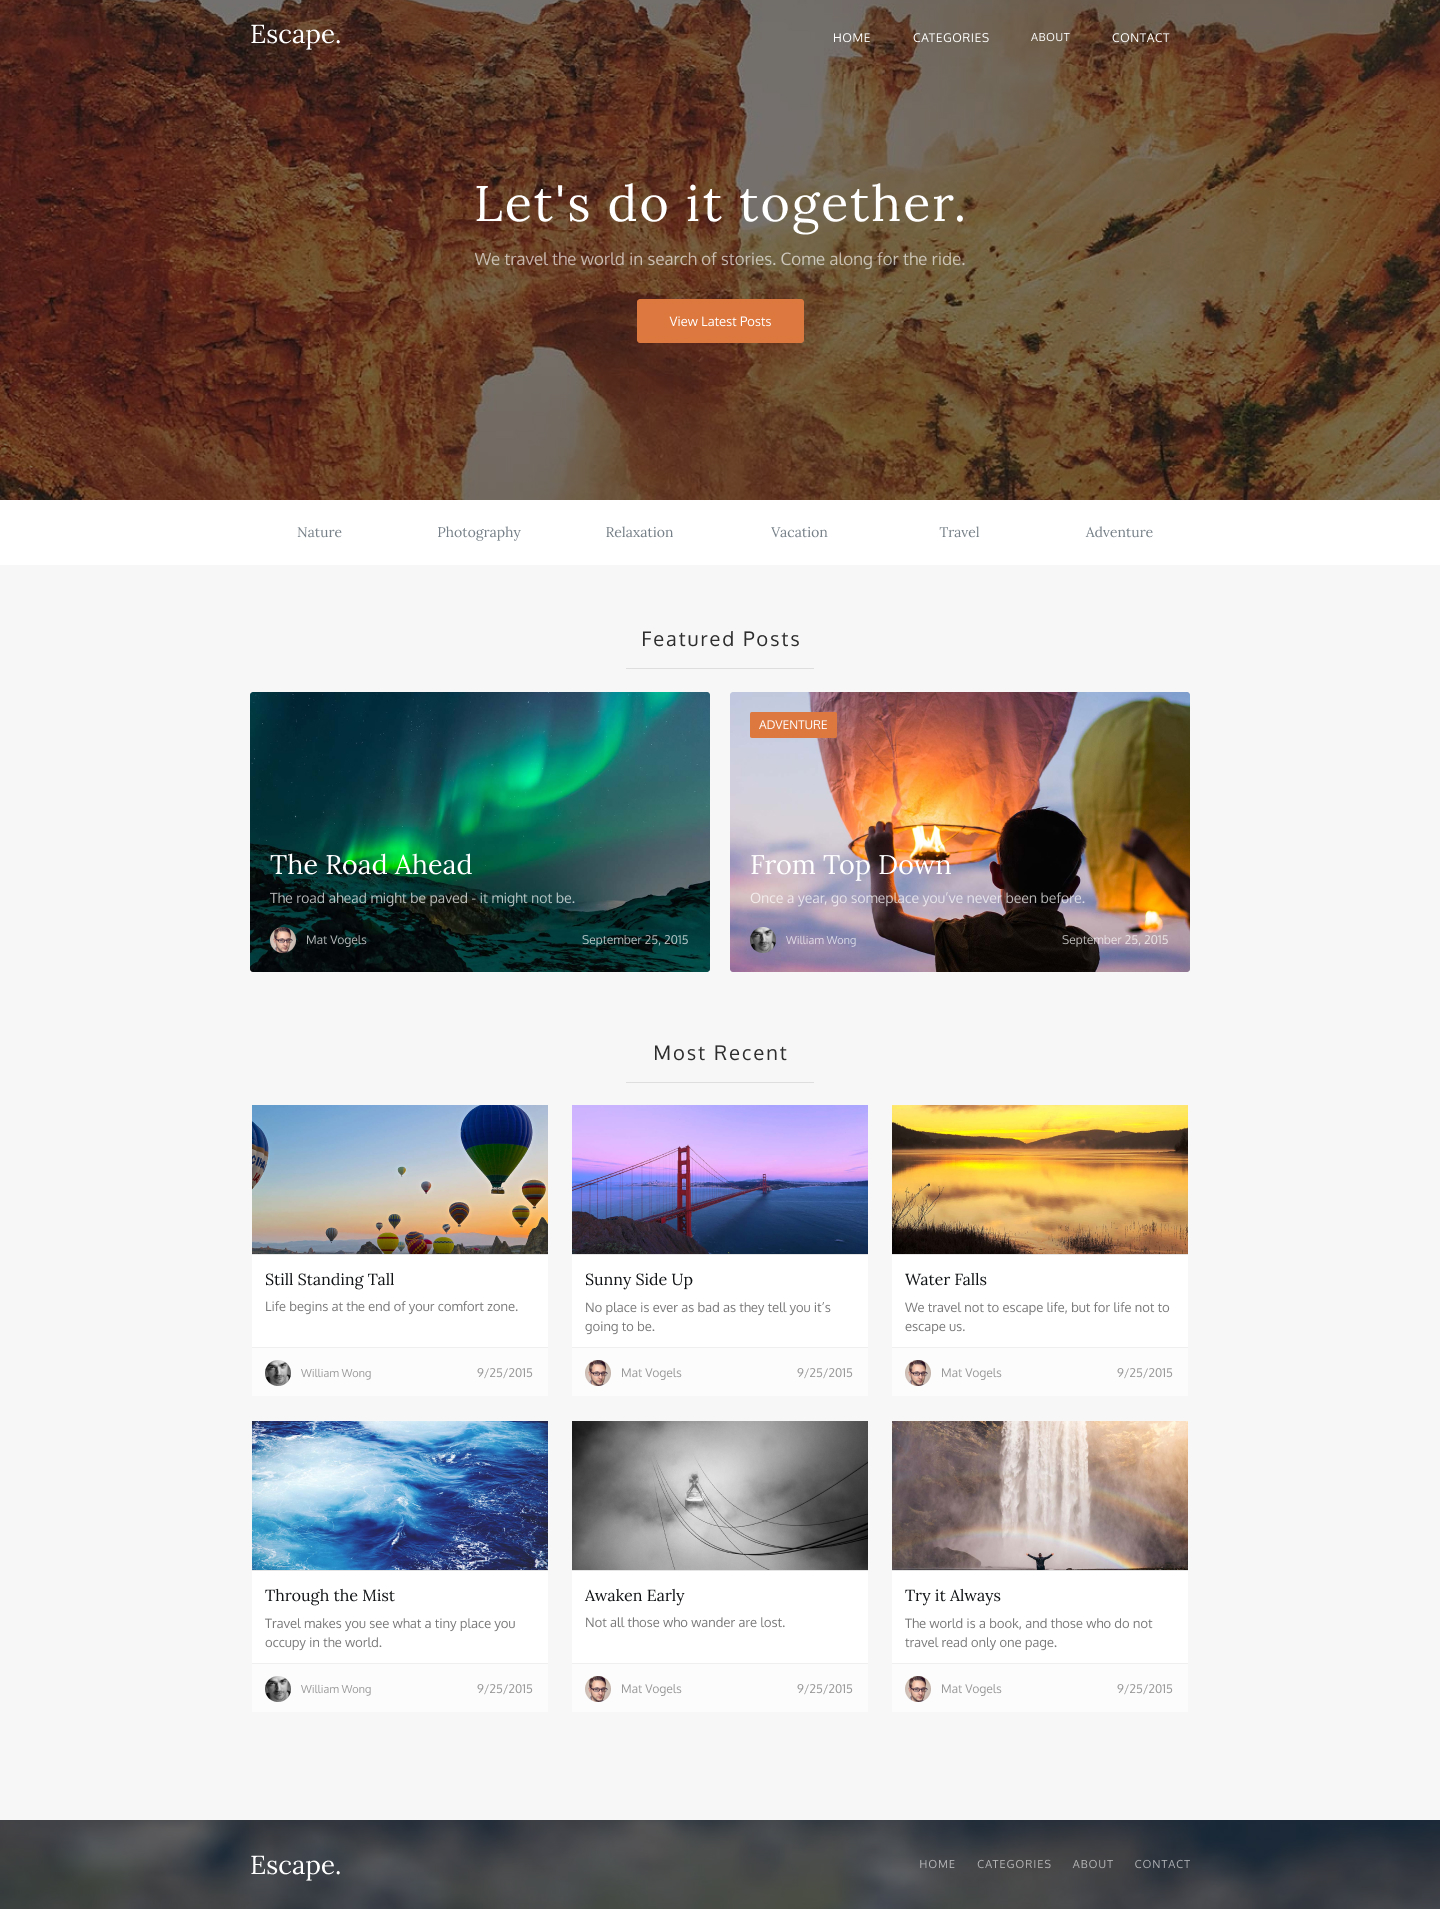 Escape.
HOME CATEGORIES ABOUT CONTACT
Let's do it together.
We travel the world in search of stories. Come along for the ride.
View Latest Posts
Nature Photography Relaxation Vacation Travel Adventure
Featured Posts
The Road Ahead
The road ahead might be paved - it might not be.
Mat Vogels September 25, 2015
ADVENTURE
From Top Down
Once a year, go someplace you’ve never been before.
William Wong September 25, 2015
Most Recent
Still Standing Tall
Life begins at the end of your comfort zone.
William Wong 9/25/2015
Sunny Side Up
No place is ever as bad as they tell you it’s
going to be.
Mat Vogels 9/25/2015
Water Falls
We travel not to escape life, but for life not to
escape us.
Mat Vogels 9/25/2015
Through the Mist
Travel makes you see what a tiny place you
occupy in the world.
William Wong 9/25/2015
Awaken Early
Not all those who wander are lost.
Mat Vogels 9/25/2015
Try it Always
The world is a book, and those who do not
travel read only one page.
Mat Vogels 9/25/2015
Escape.
HOME CATEGORIES ABOUT CONTACT